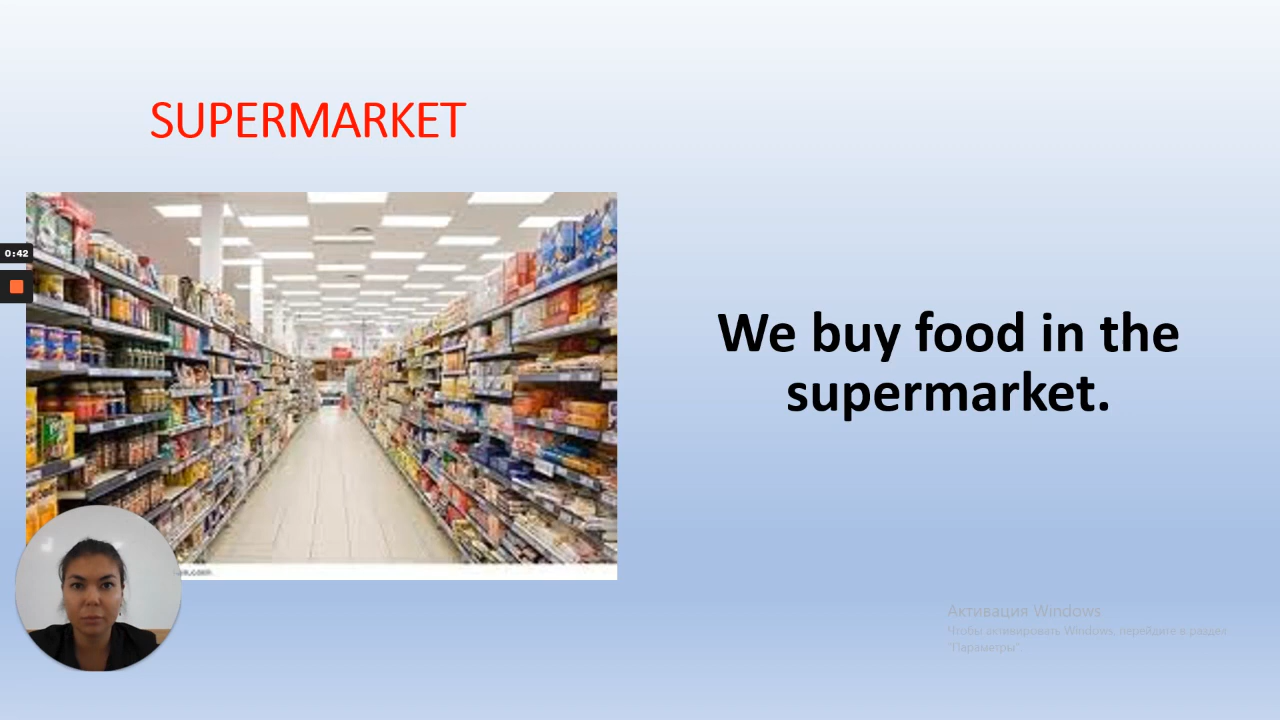 SUPERMARKET
0:42
We buy food in the
supermarket.
Активация Windows
Чтобы активировать Windows, перейдите в раздел
"Параметры".